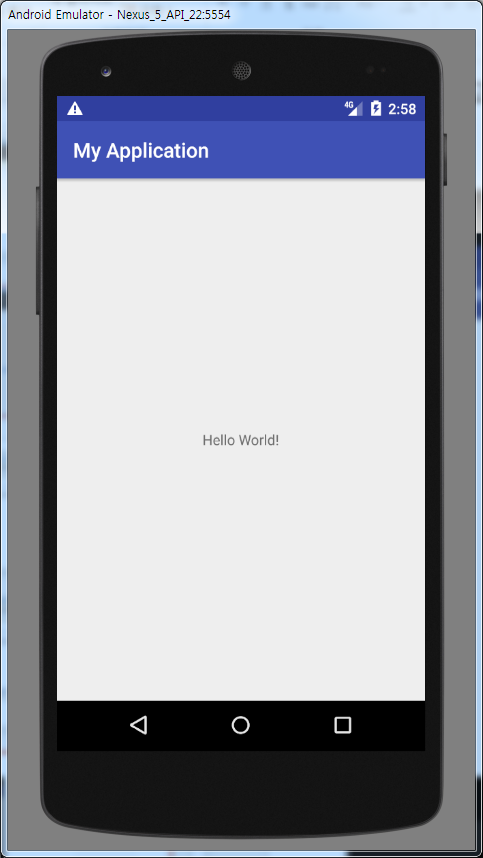 Android Emulator - Nexus_5_API_22:5554
4G 2:58
My Application
Hello World!